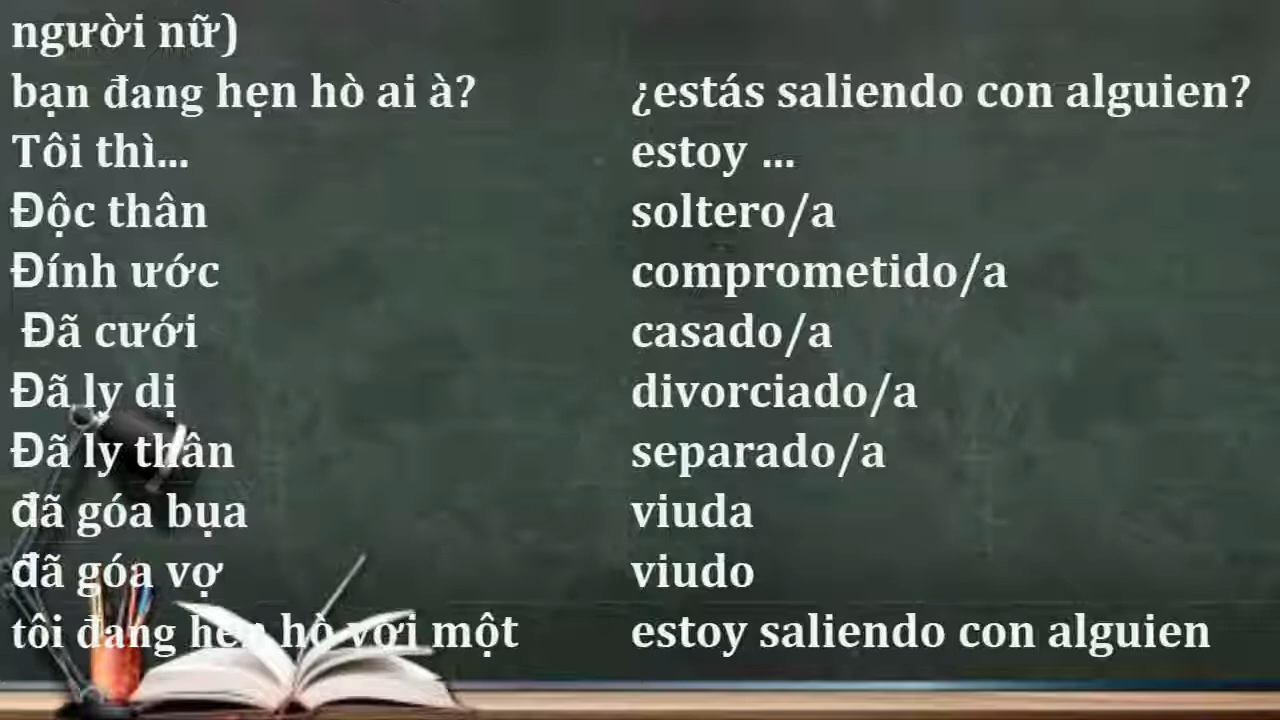 người nữ)
bạn đang hẹn hò ai à? ¿estás saliendo con alguien?
Tôi thì... estoy ...
Độc thân soltero/a
Đính ước comprometido/a
Đã cưới casado/a
Đã ly dị divorciado/a
Đã ly thân separado/a
đã góa bụa viuda
đã góa vợ viudo
tôi đang hẹn hò với một estoy saliendo con alguien